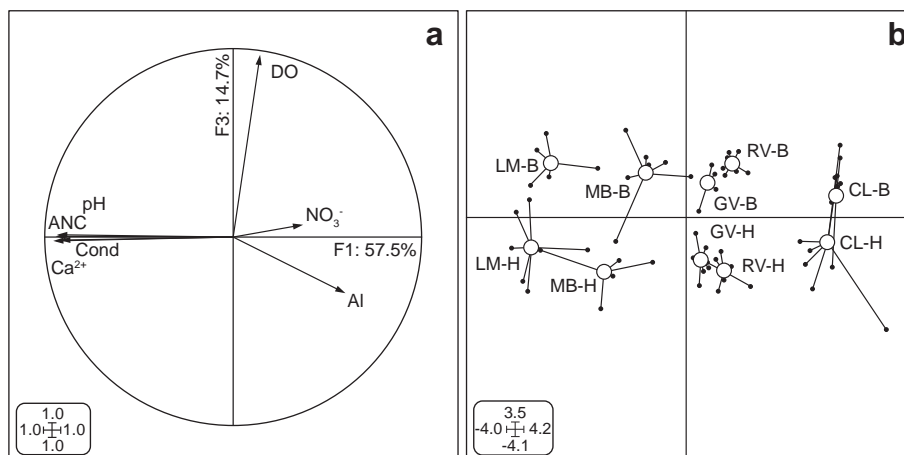 a
F3: 14.7%
DO
pH
ANC
Cond
Ca²⁺
NO₃⁻
F1: 57.5%
Al
1.0
1.0 1.0
1.0
b
LM-B
MB-B
RV-B
GV-B
CL-B
LM-H
MB-H
GV-H
RV-H
CL-H
3.5
-4.0 4.2
-4.1